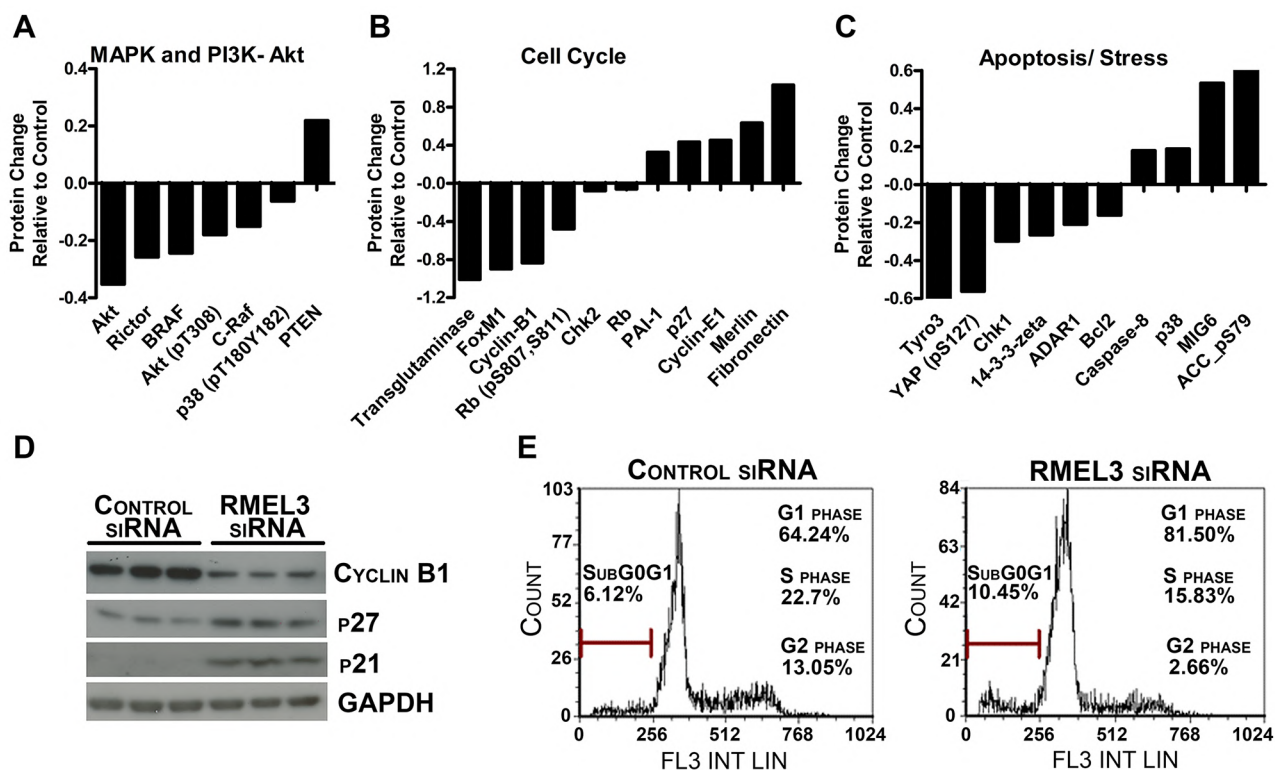 A
MAPK and PI3K- Akt
Protein Change
Relative to Control
0.4
0.2
0.0
-0.2
-0.4
Akt
Rictor
BRAF
Akt (pT308)
C-Raf
p38 (pT180Y182)
PTEN
B
Cell Cycle
Protein Change
Relative to Control
1.2
0.8
0.4
-0.0
-0.4
-0.8
-1.2
Transglutaminase
FoxM1
Cyclin-B1
Rb (pS807,S811)
Chk2
Rb
PAI-1
p27
Cyclin-E1
Merlin
Fibronectin
C
Apoptosis/ Stress
Protein Change
Relative to Control
0.6
0.4
0.2
-0.0
-0.2
-0.4
-0.6
Tyro3
YAP (pS127)
Chk1
14-3-3-zeta
ADAR1
Bcl2
Caspase-8
p38
MIG6
ACC_pS79
D
CONTROL
SIRNA
RMEL3
SIRNA
CYCLIN B1
P27
P21
GAPDH
E
CONTROL SIRNA
COUNT
103
77
52
26
0
SUBG0G1
6.12%
G1 PHASE
64.24%
S PHASE
22.7%
G2 PHASE
13.05%
0 256 512 768 1024
FL3 INT LIN
RMEL3 SIRNA
COUNT
84
63
42
21
0
SUBG0G1
10.45%
G1 PHASE
81.50%
S PHASE
15.83%
G2 PHASE
2.66%
0 256 512 768 1024
FL3 INT LIN